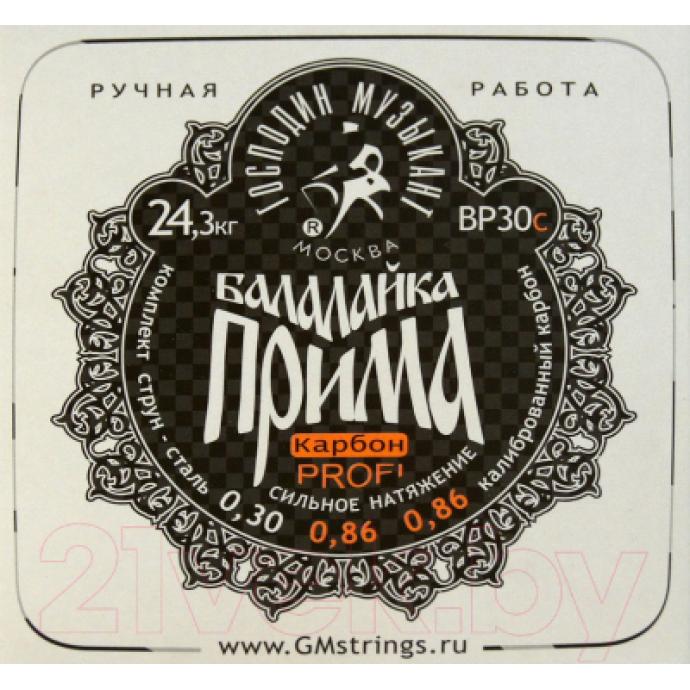 РУЧНАЯ РАБОТА
ГОСПОДИН МУЗЫКАНТ
®
МОСКВА
24,3кг
BP30C
БАЛАЛАЙКА
ПРИМА
карбон
PROFI
СИЛЬНОЕ НАТЯЖЕНИЕ
комплект струн - сталь
0,30 0,86 0,86
калиброванный карбон
www.GMstrings.ru
21vek.by